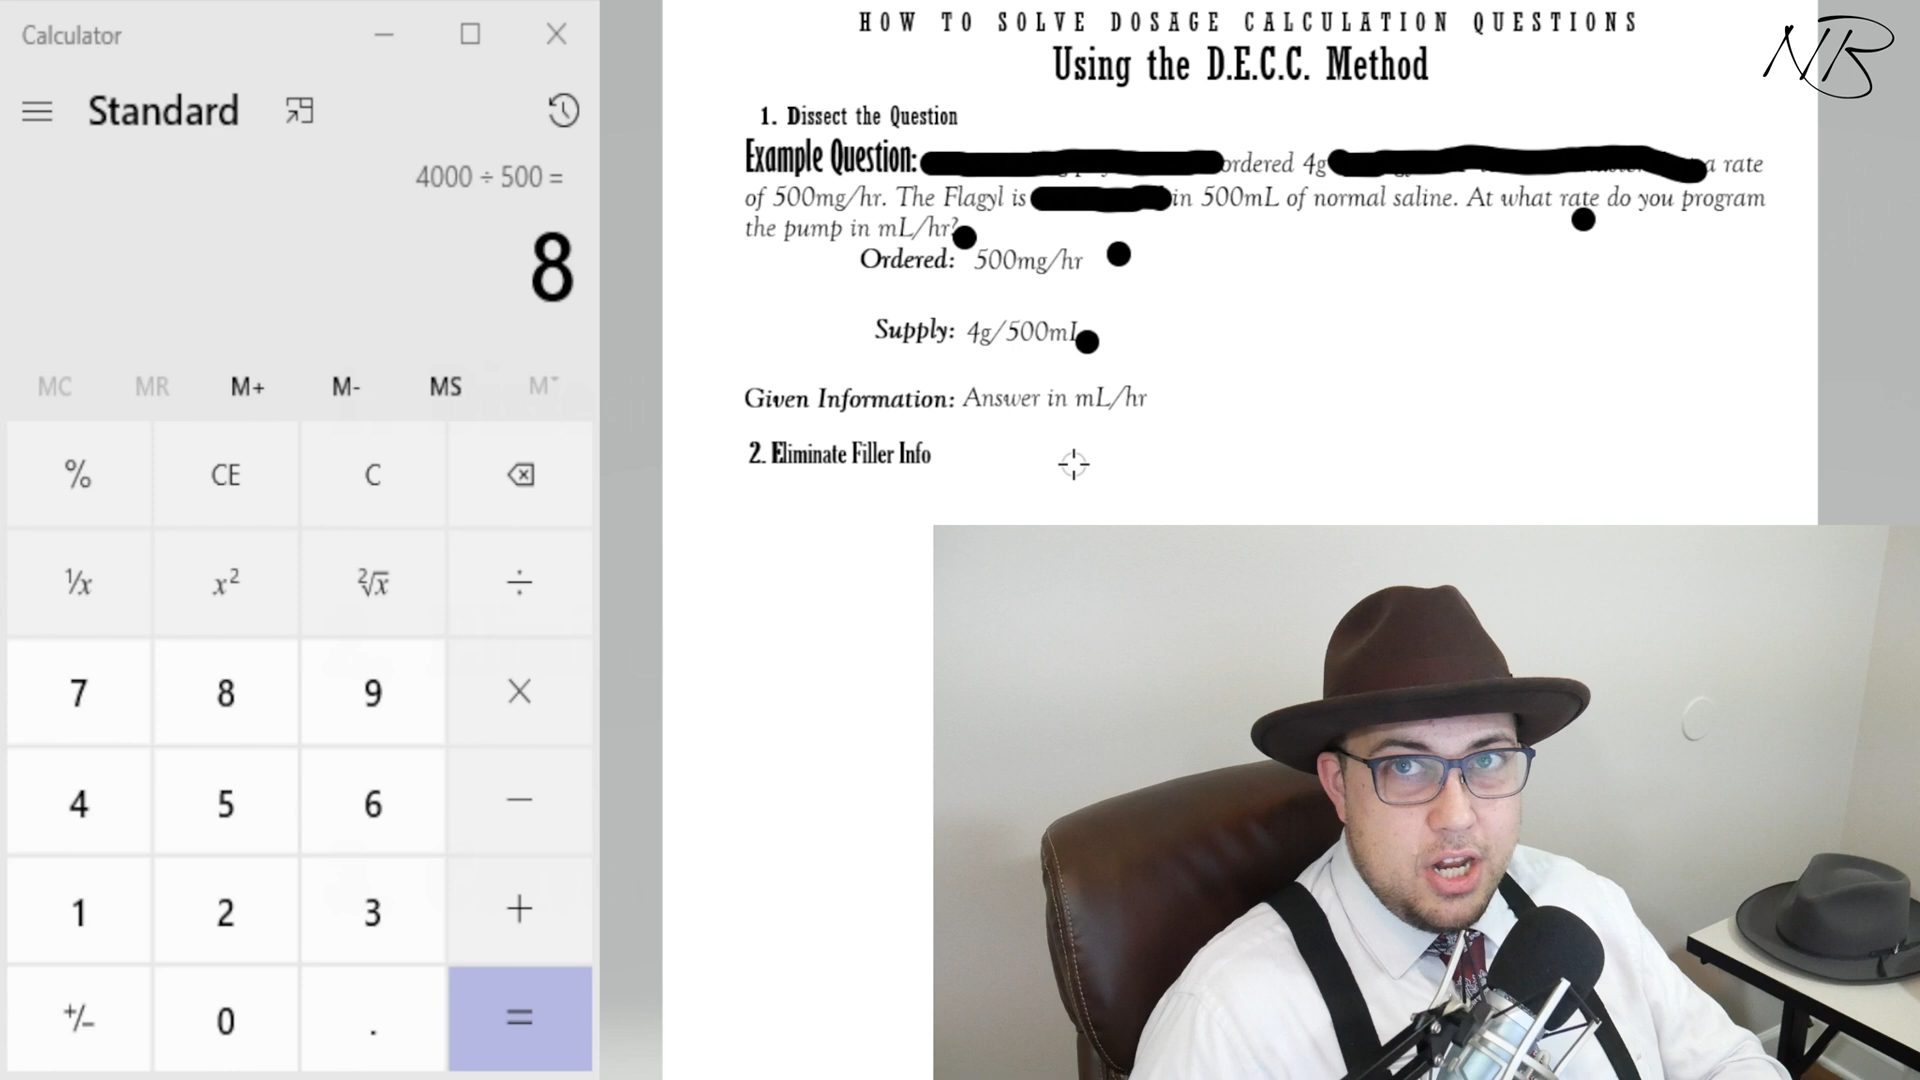 Calculator
Standard
4000 ÷ 500 =
8
MC MR M+ M- MS M˅
% CE C
¹/x x² ²√x ÷
7 8 9 ×
4 5 6 −
1 2 3 +
+/- 0 . =
HOW TO SOLVE DOSAGE CALCULATION QUESTIONS
NR
Using the D.E.C.C. Method
1. Dissect the Question
Example Question: ordered 4g a rate
of 500mg/hr. The Flagyl is in 500mL of normal saline. At what rate do you program
the pump in mL/hr?
Ordered: 500mg/hr
Supply: 4g/500mL
Given Information: Answer in mL/hr
2. Eliminate Filler Info